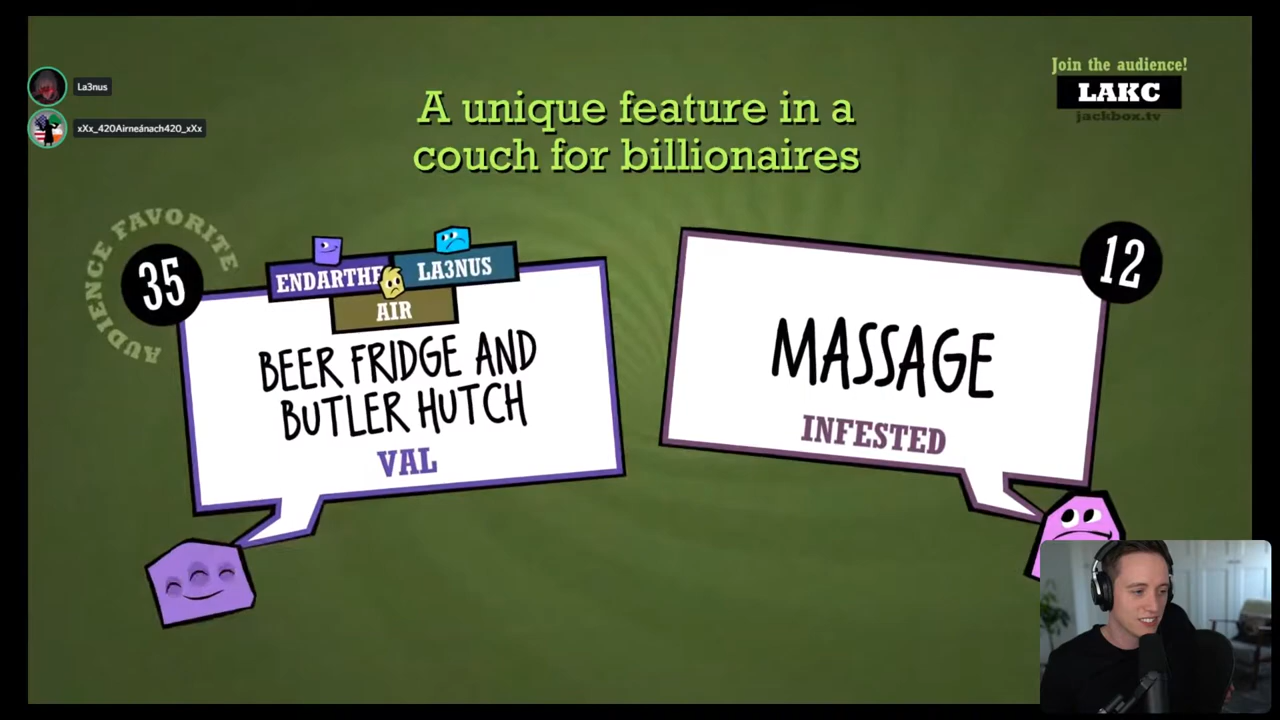 La3nus
xXx_420Airneánach420_xXx
Join the audience!
LAKC
jackbox.tv
A unique feature in a
couch for billionaires
AUDIENCE FAVORITE
35
ENDARTHE
LA3NUS
AIR
BEER FRIDGE AND
BUTLER HUTCH
VAL
12
MASSAGE
INFESTED